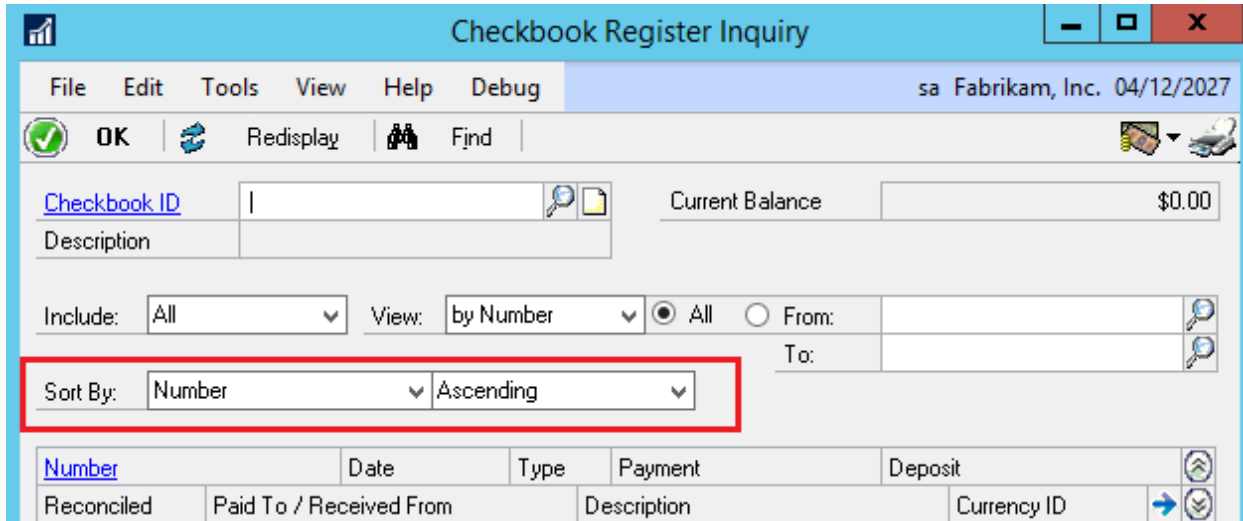 Checkbook Register Inquiry
File Edit Tools View Help Debug sa Fabrikam, Inc. 04/12/2027
OK Redisplay Find
Checkbook ID Current Balance $0.00
Description
Include: All View: by Number All From:
To:
Sort By: Number Ascending
Number Date Type Payment Deposit
Reconciled Paid To / Received From Description Currency ID